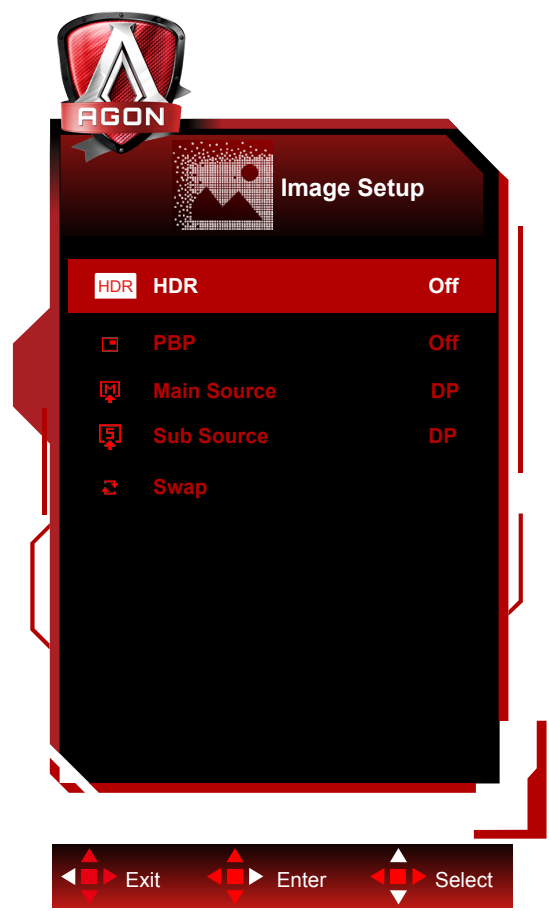 AGON
Image Setup
HDR HDR Off
PBP Off
M Main Source DP
S Sub Source DP
Swap
Exit Enter Select